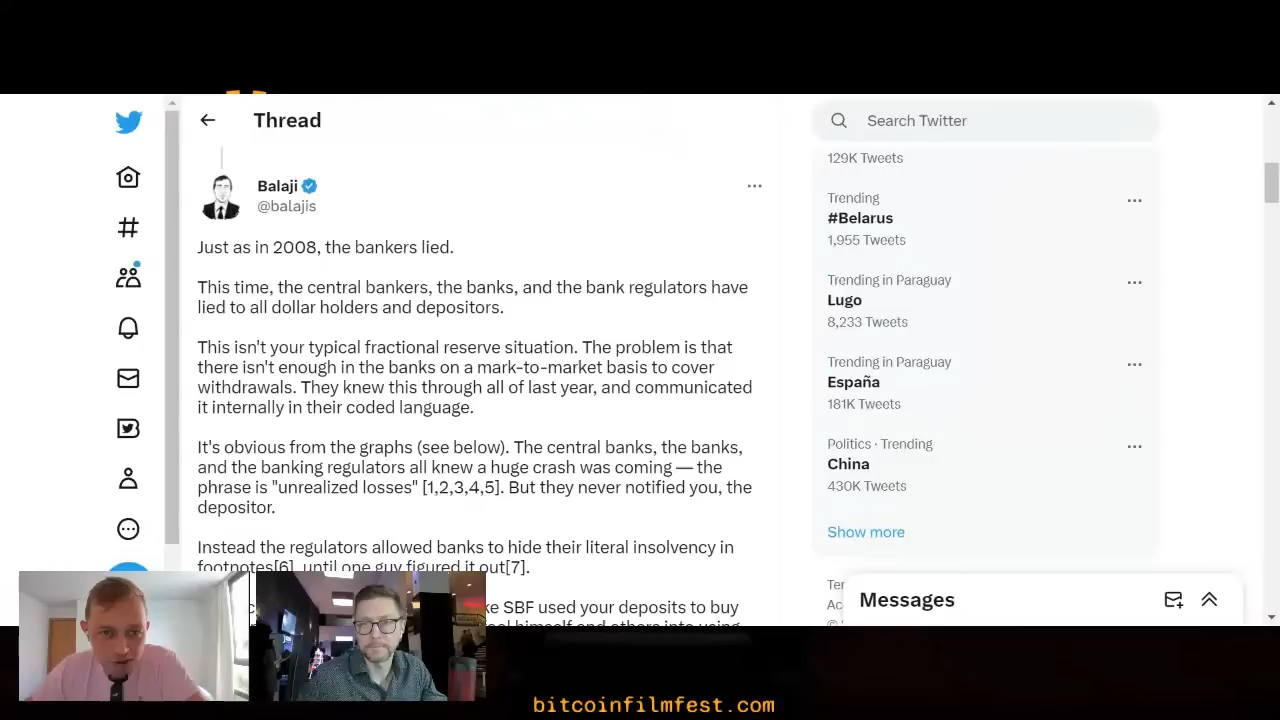 Thread
Search Twitter
129K Tweets
Balaji
@balajis
Trending
#Belarus
1,955 Tweets
Just as in 2008, the bankers lied.
This time, the central bankers, the banks, and the bank regulators have
lied to all dollar holders and depositors.
Trending in Paraguay
Lugo
8,233 Tweets
This isn't your typical fractional reserve situation. The problem is that
there isn't enough in the banks on a mark-to-market basis to cover
withdrawals. They knew this through all of last year, and communicated
it internally in their coded language.
Trending in Paraguay
España
181K Tweets
It's obvious from the graphs (see below). The central banks, the banks,
and the banking regulators all knew a huge crash was coming — the
phrase is "unrealized losses" [1,2,3,4,5]. But they never notified you, the
depositor.
Politics · Trending
China
430K Tweets
Show more
Instead the regulators allowed banks to hide their literal insolvency in
footnotes[6], until one guy figured it out[7].
SBF used your deposits to buy
himself and others into using
Messages
bitcoinfilmfest.com